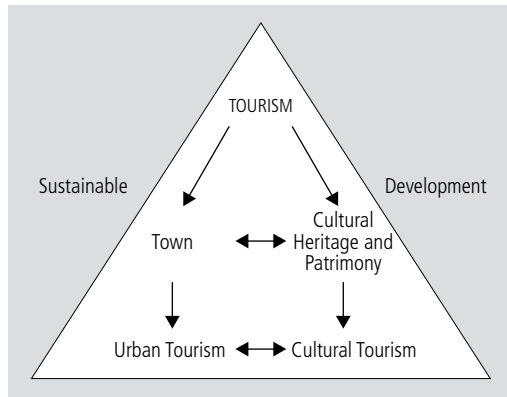 TOURISM
Sustainable
Development
Town
Cultural
Heritage and
Patrimony
Urban Tourism
Cultural Tourism